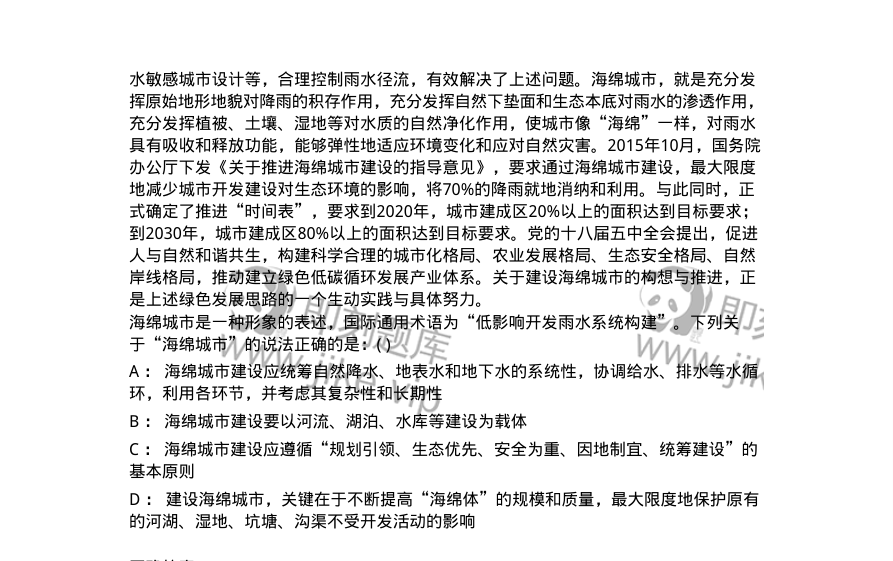 水敏感城市设计等，合理控制雨水径流，有效解决了上述问题。海绵城市，就是充分发
挥原始地形地貌对降雨的积存作用，充分发挥自然下垫面和生态本底对雨水的渗透作用，
充分发挥植被、土壤、湿地等对水质的自然净化作用，使城市像“海绵”一样，对雨水
具有吸收和释放功能，能够弹性地适应环境变化和应对自然灾害。2015年10月，国务院
办公厅下发《关于推进海绵城市建设的指导意见》，要求通过海绵城市建设，最大限度
地减少城市开发建设对生态环境的影响，将70%的降雨就地消纳和利用。与此同时，正
式确定了推进“时间表”，要求到2020年，城市建成区20%以上的面积达到目标要求；
到2030年，城市建成区80%以上的面积达到目标要求。党的十八届五中全会提出，促进
人与自然和谐共生，构建科学合理的城市化格局、农业发展格局、生态安全格局、自然
岸线格局，推动建立绿色低碳循环发展产业体系。关于建设海绵城市的构想与推进，正
是上述绿色发展思路的一个生动实践与具体努力。
海绵城市是一种形象的表述，国际通用术语为“低影响开发雨水系统构建”。下列关
于“海绵城市”的说法正确的是：( )
A： 海绵城市建设应统筹自然降水、地表水和地下水的系统性，协调给水、排水等水循
环，利用各环节，并考虑其复杂性和长期性
B： 海绵城市建设要以河流、湖泊、水库等建设为载体
C： 海绵城市建设应遵循“规划引领、生态优先、安全为重、因地制宜、统筹建设”的
基本原则
D： 建设海绵城市，关键在于不断提高“海绵体”的规模和质量，最大限度地保护原有
的河湖、湿地、坑塘、沟渠不受开发活动的影响
即刻题库
www.jike.vip
即刻
www.jike